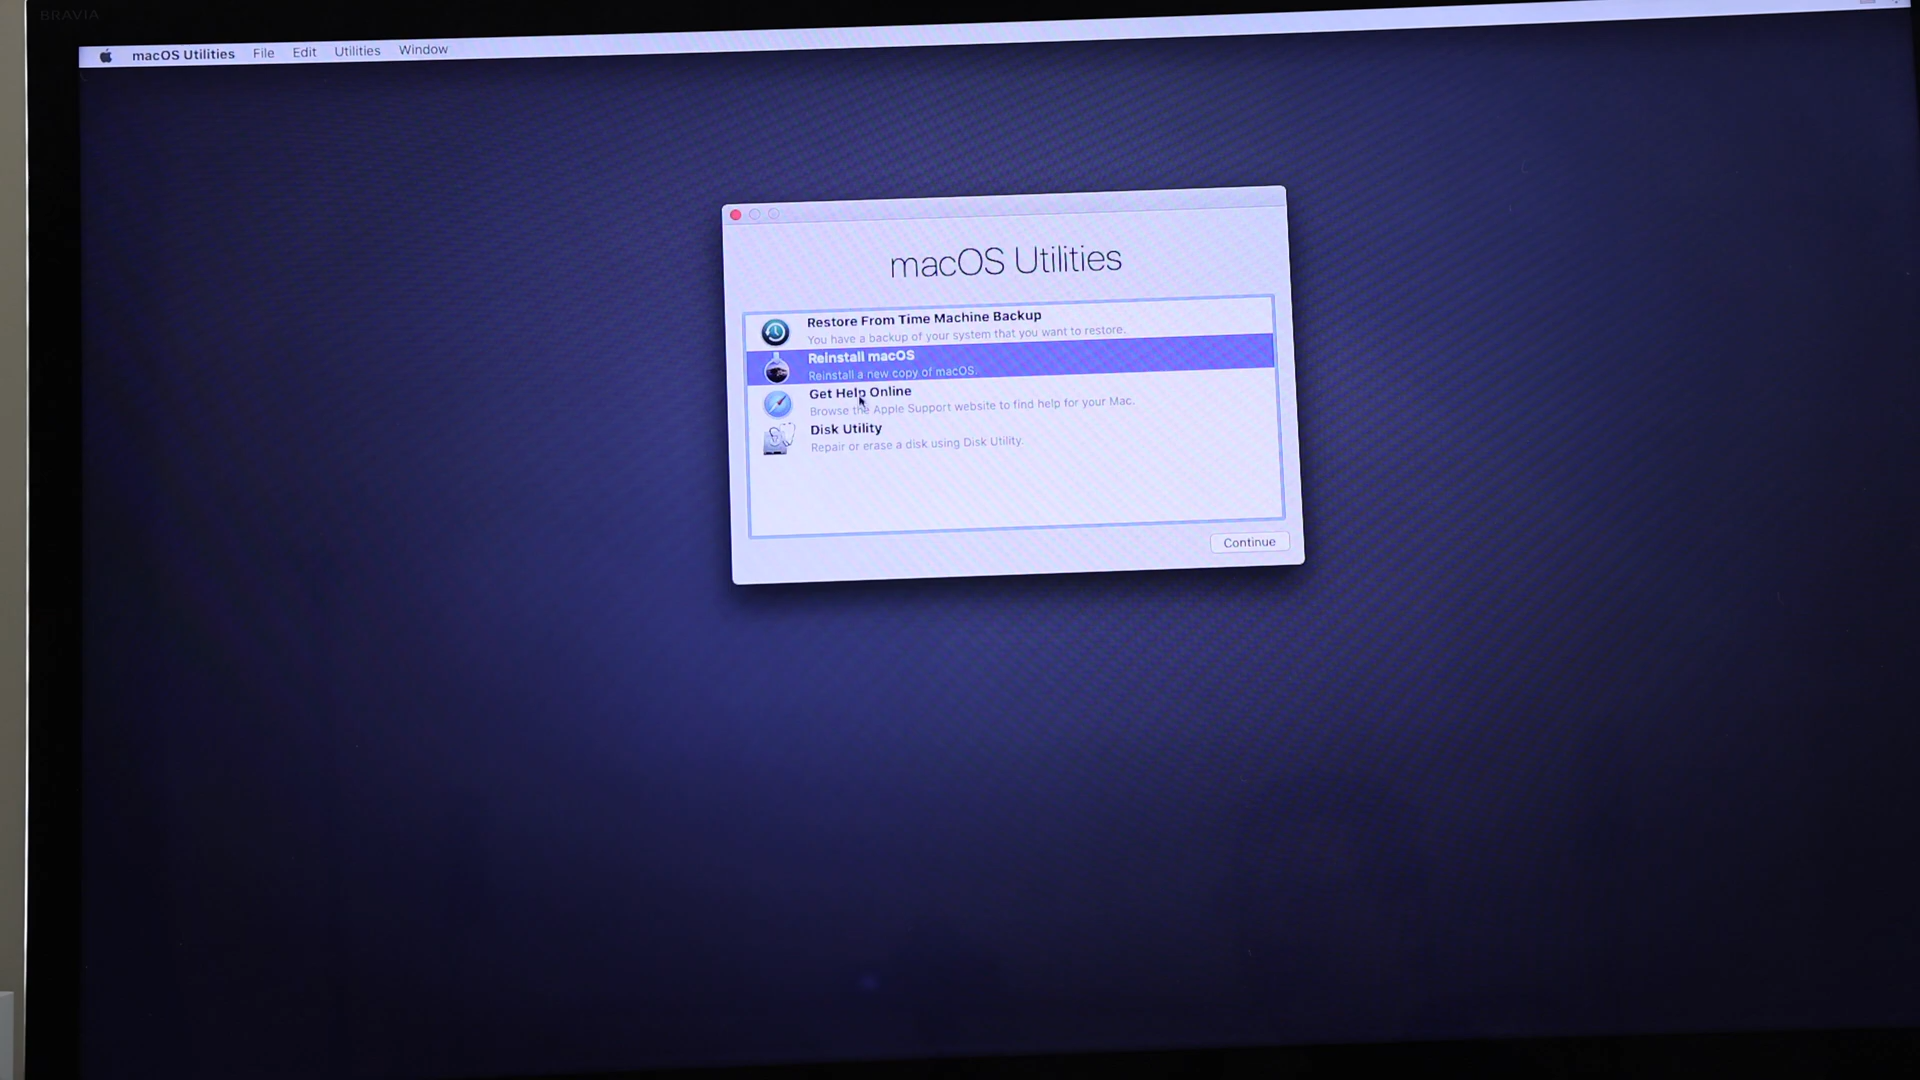 BRAVIA
macOS Utilities File Edit Utilities Window
macOS Utilities
Restore From Time Machine Backup
You have a backup of your system that you want to restore.
Reinstall macOS
Reinstall a new copy of macOS.
Get Help Online
Browse the Apple Support website to find help for your Mac.
Disk Utility
Repair or erase a disk using Disk Utility.
Continue